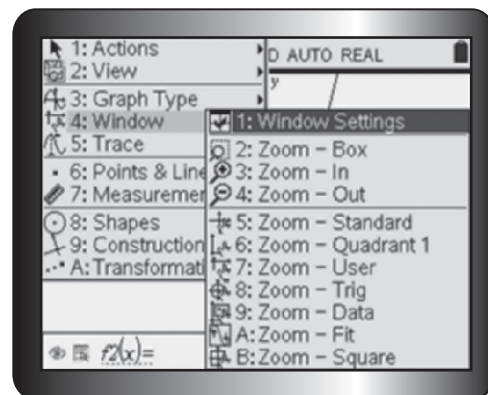 1: Actions
2: View
3: Graph Type
4: Window
5: Trace
6: Points & Line
7: Measuremer
8: Shapes
9: Construction
A: Transformati
D AUTO REAL
y
1: Window Settings
2: Zoom – Box
3: Zoom – In
4: Zoom – Out
5: Zoom – Standard
6: Zoom – Quadrant 1
7: Zoom – User
8: Zoom – Trig
9: Zoom – Data
A: Zoom – Fit
B: Zoom – Square
f2(x)=